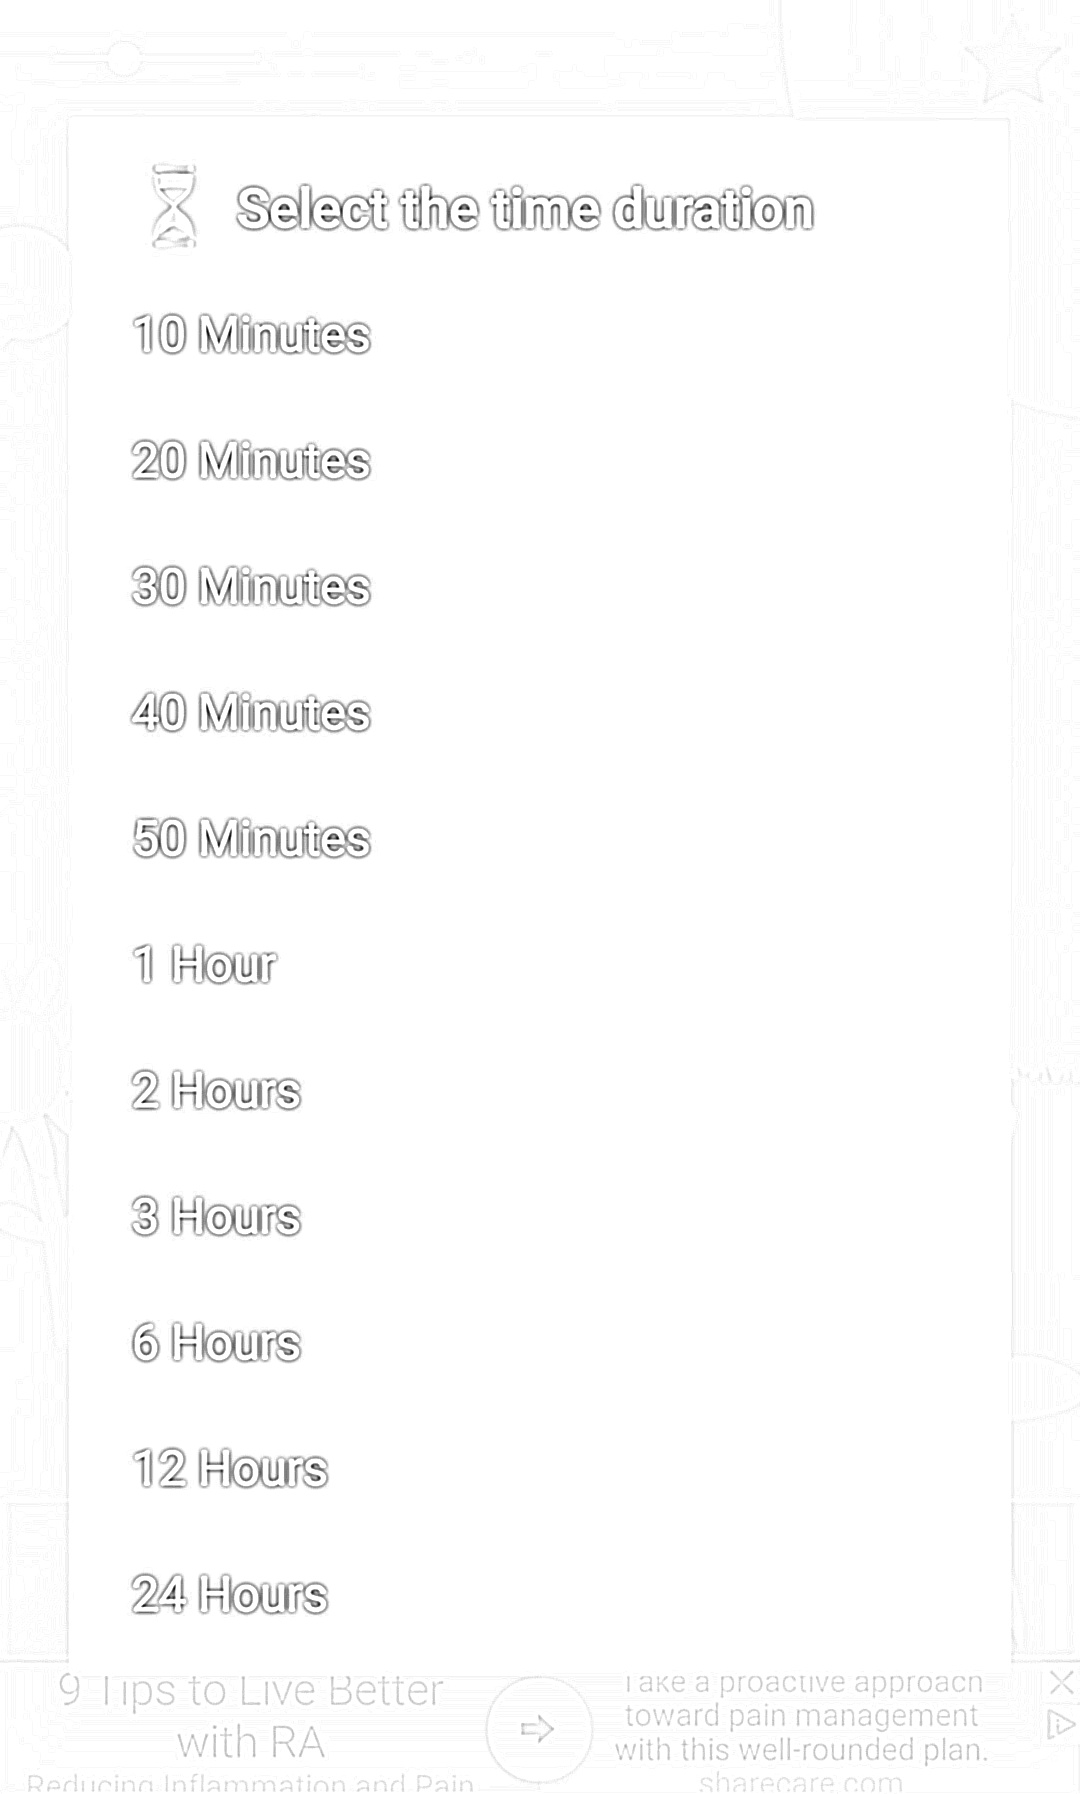 Select the time duration
10 Minutes
20 Minutes
30 Minutes
40 Minutes
50 Minutes
1 Hour
2 Hours
3 Hours
6 Hours
12 Hours
24 Hours
9 Tips to Live Better
with RA
Reducing Inflammation and Pain
Take a proactive approach
toward pain management
with this well-rounded plan.
sharecare.com